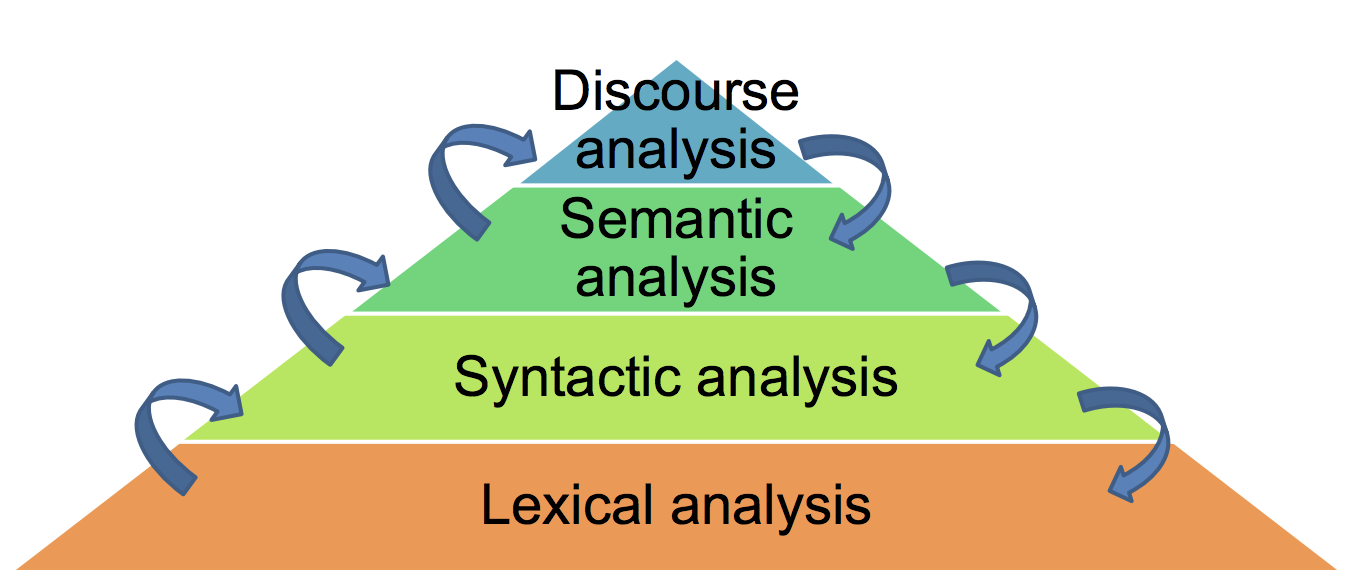 Discourse
analysis
Semantic
analysis
Syntactic analysis
Lexical analysis